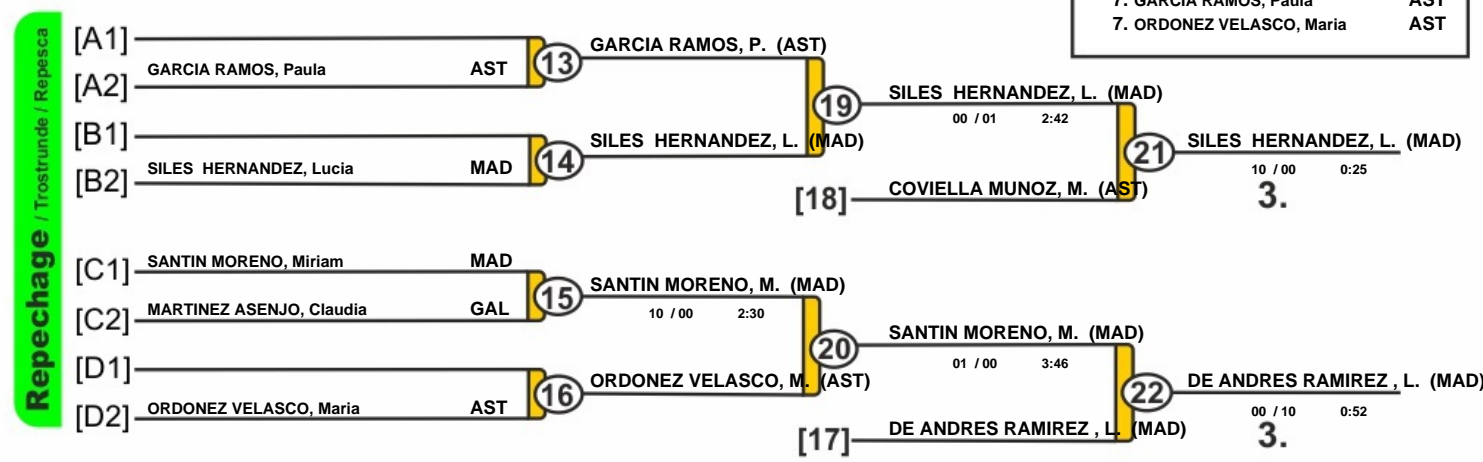 7. GARCIA RAMOS, Paula AST
7. ORDONEZ VELASCO, Maria AST
Repechage / Trostrunde / Repesca
[A1]
GARCIA RAMOS, Paula AST
[A2]
13
GARCIA RAMOS, P. (AST)
[B1]
SILES HERNANDEZ, Lucia MAD
[B2]
14
SILES HERNANDEZ, L. (MAD)
19
SILES HERNANDEZ, L. (MAD)
00 / 01 2:42
[18]
COVIELLA MUNOZ, M. (AST)
21
SILES HERNANDEZ, L. (MAD)
10 / 00 0:25
3.
[C1]
SANTIN MORENO, Miriam MAD
[C2]
MARTINEZ ASENJO, Claudia GAL
15
SANTIN MORENO, M. (MAD)
10 / 00 2:30
[D1]
[D2]
ORDONEZ VELASCO, Maria AST
16
ORDONEZ VELASCO, M. (AST)
20
SANTIN MORENO, M. (MAD)
01 / 00 3:46
[17]
DE ANDRES RAMIREZ , L. (MAD)
22
DE ANDRES RAMIREZ , L. (MAD)
00 / 10 0:52
3.